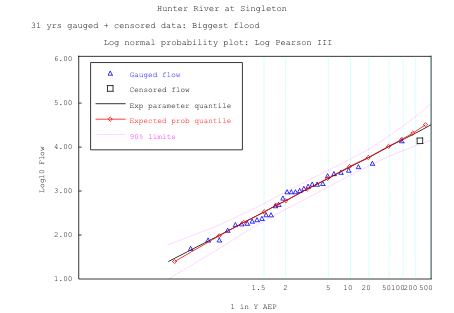 Hunter River at Singleton
31 yrs gauged + censored data: Biggest flood
Log normal probability plot: Log Pearson III
6.00
5.00
4.00
3.00
2.00
1.00
Log10 Flow
Gauged flow
Censored flow
Exp parameter quantile
Expected prob quantile
90% limits
1.5 2 5 10 20 50 100 200 500
1 in Y AEP